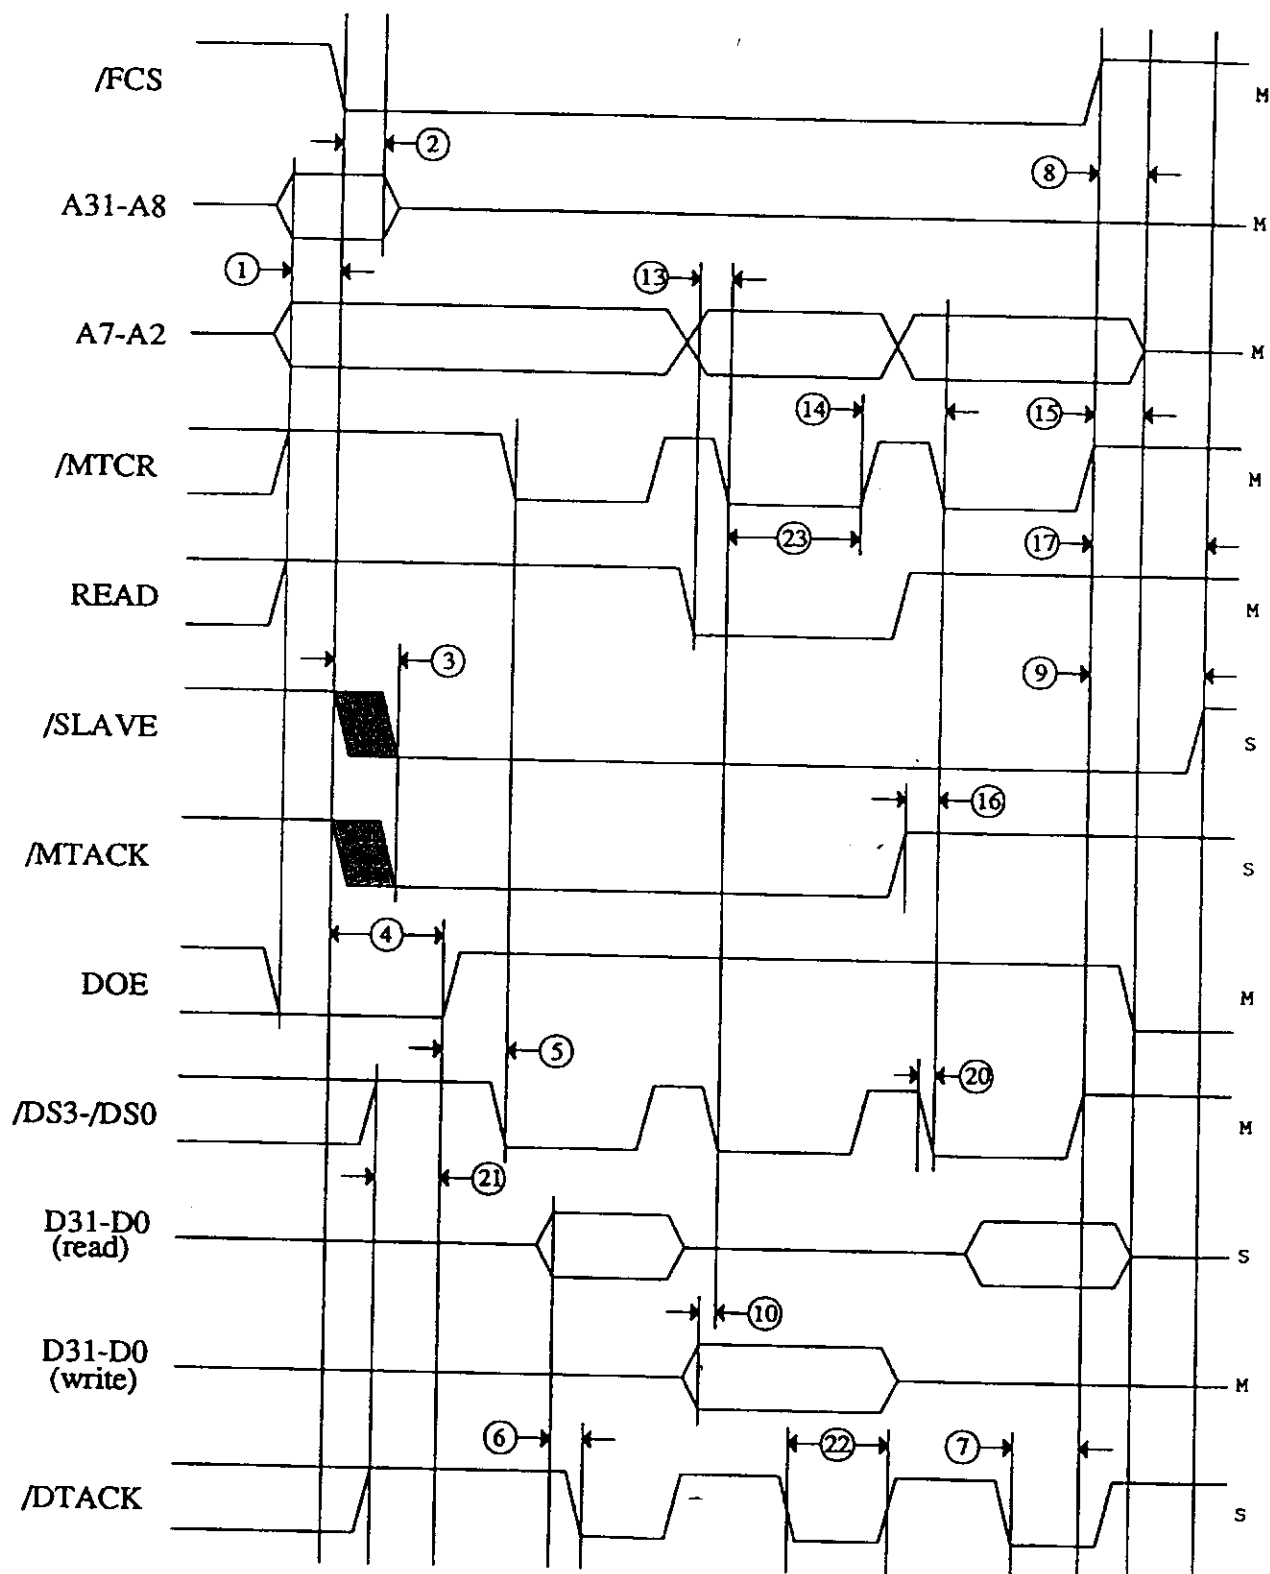 /FCS
M
2
8
A31-A8
M
1
13
A7-A2
M
14
15
/MTCR
M
23
17
READ
M
3
9
/SLAVE
S
16
/MTACK
S
4
DOE
M
5
20
/DS3-/DS0
M
21
D31-D0
(read)
S
10
D31-D0
(write)
M
6
22
7
/DTACK
S